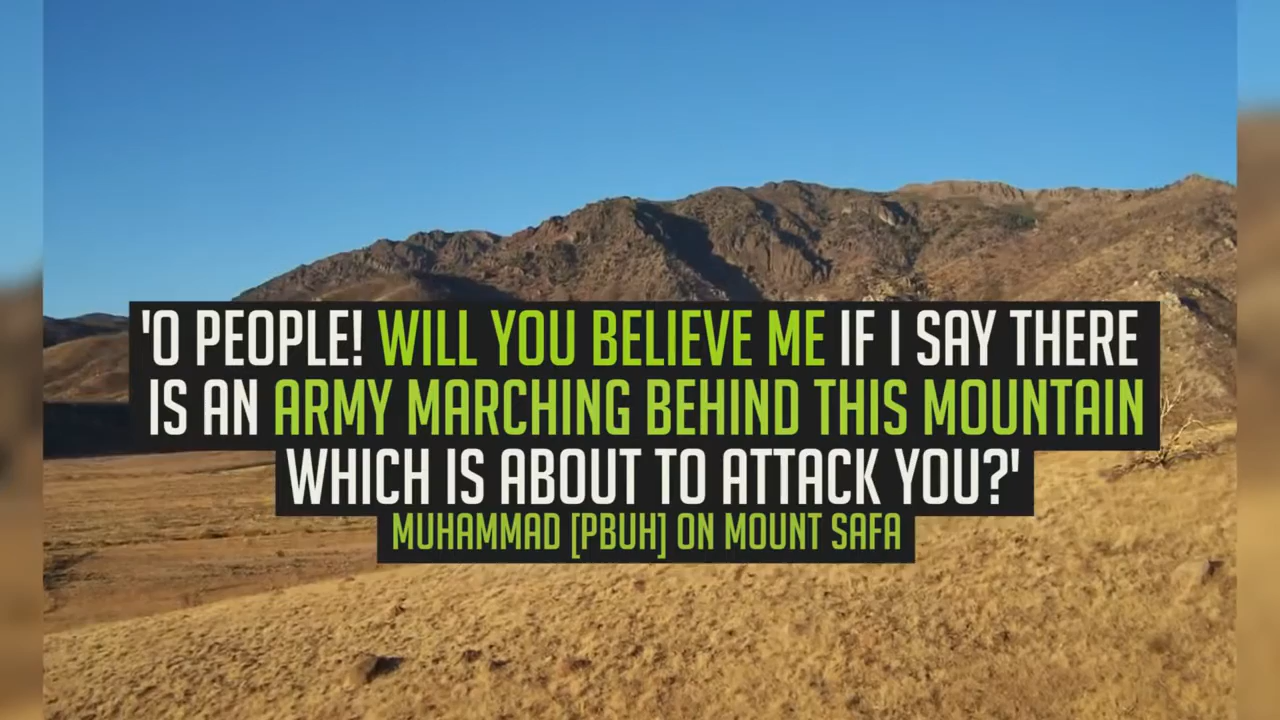 'O PEOPLE! WILL YOU BELIEVE ME IF I SAY THERE
IS AN ARMY MARCHING BEHIND THIS MOUNTAIN
WHICH IS ABOUT TO ATTACK YOU?'
MUHAMMAD [PBUH] ON MOUNT SAFA